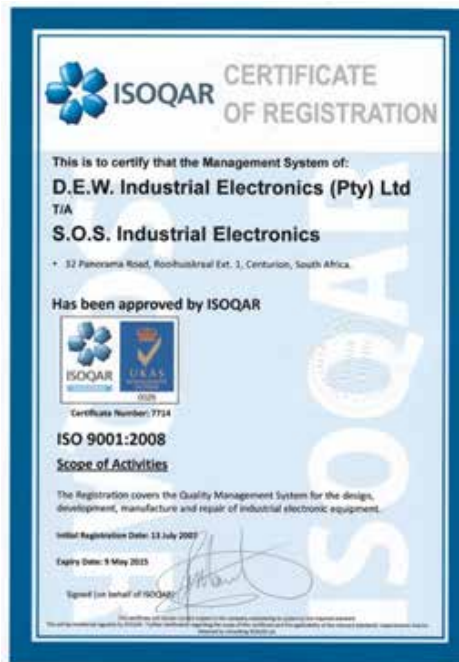 ISOQAR
CERTIFICATE
OF REGISTRATION
This is to certify that the Management System of:
D.E.W. Industrial Electronics (Pty) Ltd
T/A
S.O.S. Industrial Electronics
• 32 Panorama Road, Rooihuiskraal Ext. 1, Centurion, South Africa.
Has been approved by ISOQAR
ISOQAR
UKAS
MANAGEMENT
SYSTEMS
0026
Certificate Number: 7714
ISO 9001:2008
Scope of Activities
The Registration covers the Quality Management System for the design,
development, manufacture and repair of industrial electronic equipment.
Initial Registration Date: 13 July 2007
Expiry Date: 9 May 2015
Signed (on behalf of ISOQAR)
ISOQAR